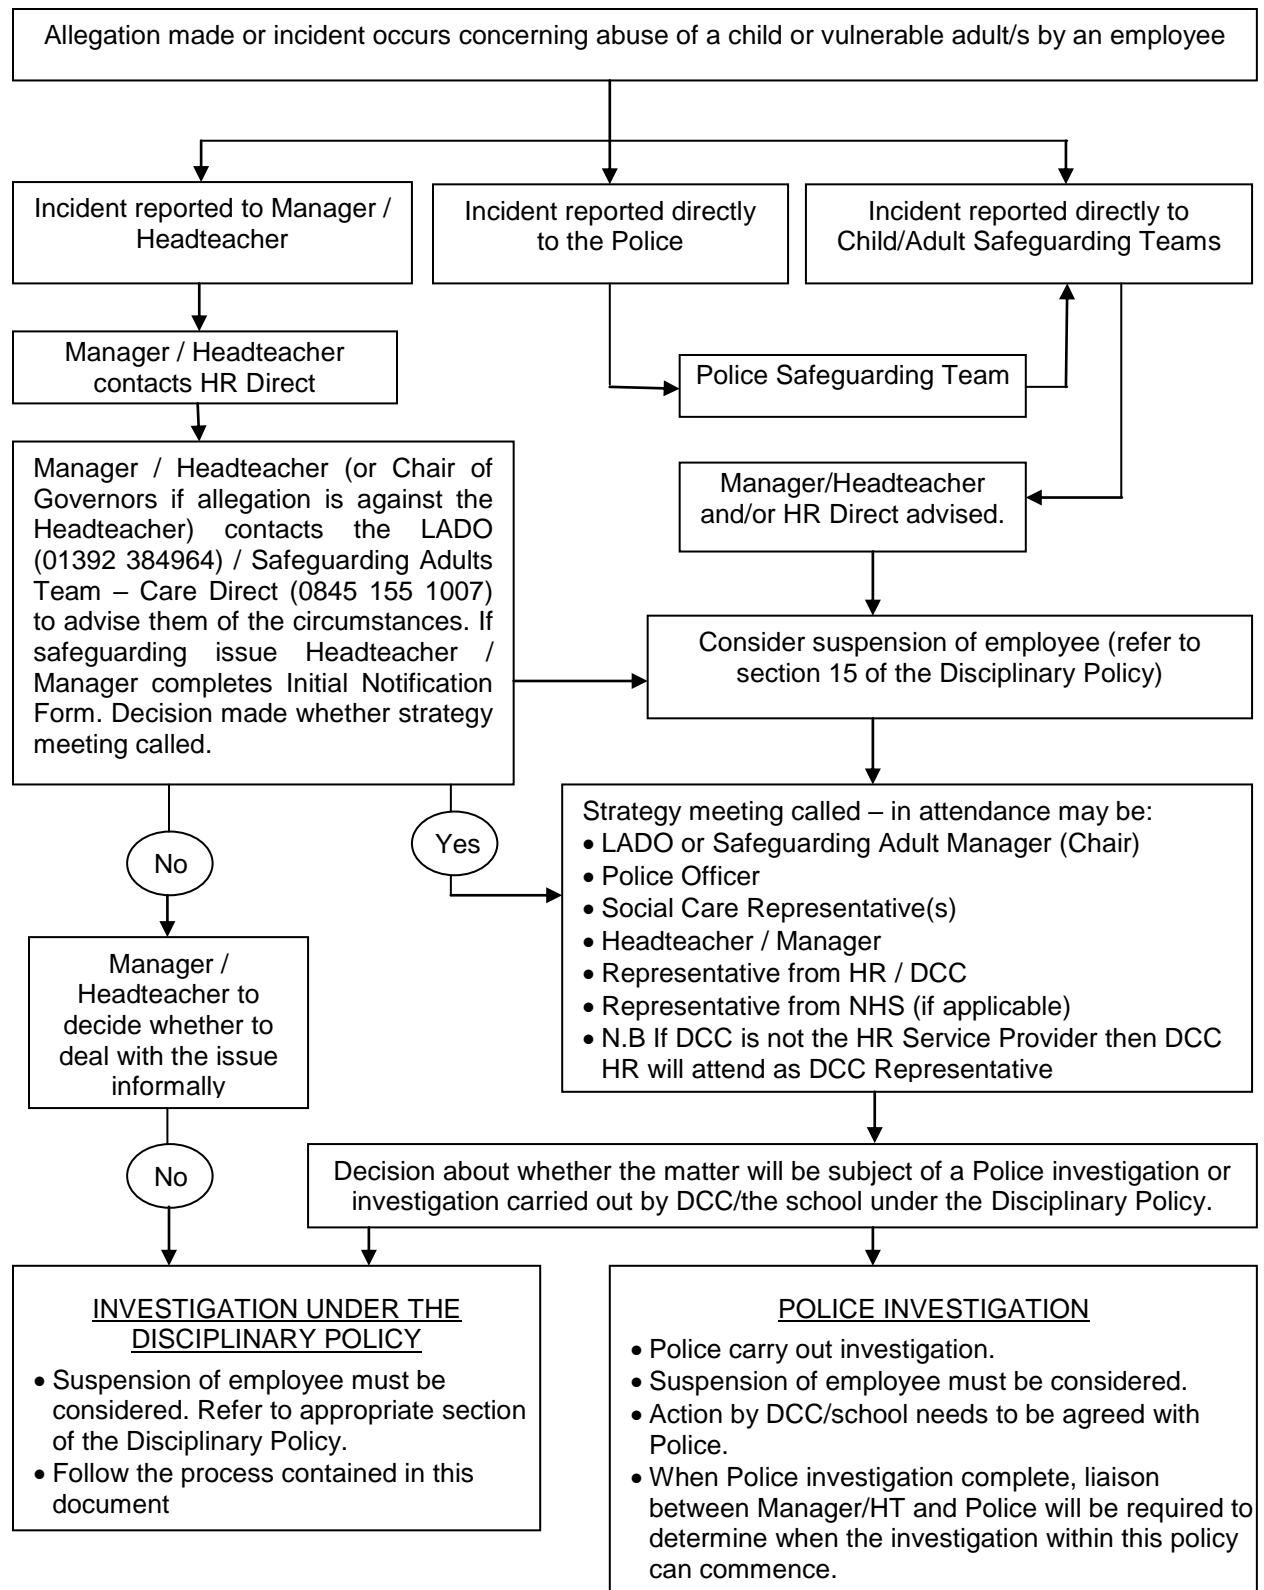 Allegation made or incident occurs concerning abuse of a child or vulnerable adult/s by an employee
Incident reported to Manager /
Headteacher
Incident reported directly
to the Police
Incident reported directly to
Child/Adult Safeguarding Teams
Manager / Headteacher
contacts HR Direct
Police Safeguarding Team
Manager / Headteacher (or Chair of
Governors if allegation is against the
Headteacher) contacts the LADO
(01392 384964) / Safeguarding Adults
Team – Care Direct (0845 155 1007)
to advise them of the circumstances. If
safeguarding issue Headteacher /
Manager completes Initial Notification
Form. Decision made whether strategy
meeting called.
Manager/Headteacher
and/or HR Direct advised.
Consider suspension of employee (refer to
section 15 of the Disciplinary Policy)
No
Yes
Strategy meeting called – in attendance may be:
• LADO or Safeguarding Adult Manager (Chair)
• Police Officer
• Social Care Representative(s)
• Headteacher / Manager
• Representative from HR / DCC
• Representative from NHS (if applicable)
• N.B If DCC is not the HR Service Provider then DCC
HR will attend as DCC Representative
Manager /
Headteacher to
decide whether to
deal with the issue
informally
No
Decision about whether the matter will be subject of a Police investigation or
investigation carried out by DCC/the school under the Disciplinary Policy.
INVESTIGATION UNDER THE
DISCIPLINARY POLICY
• Suspension of employee must be
considered. Refer to appropriate section
of the Disciplinary Policy.
• Follow the process contained in this
document
POLICE INVESTIGATION
• Police carry out investigation.
• Suspension of employee must be considered.
• Action by DCC/school needs to be agreed with
Police.
• When Police investigation complete, liaison
between Manager/HT and Police will be required to
determine when the investigation within this policy
can commence.